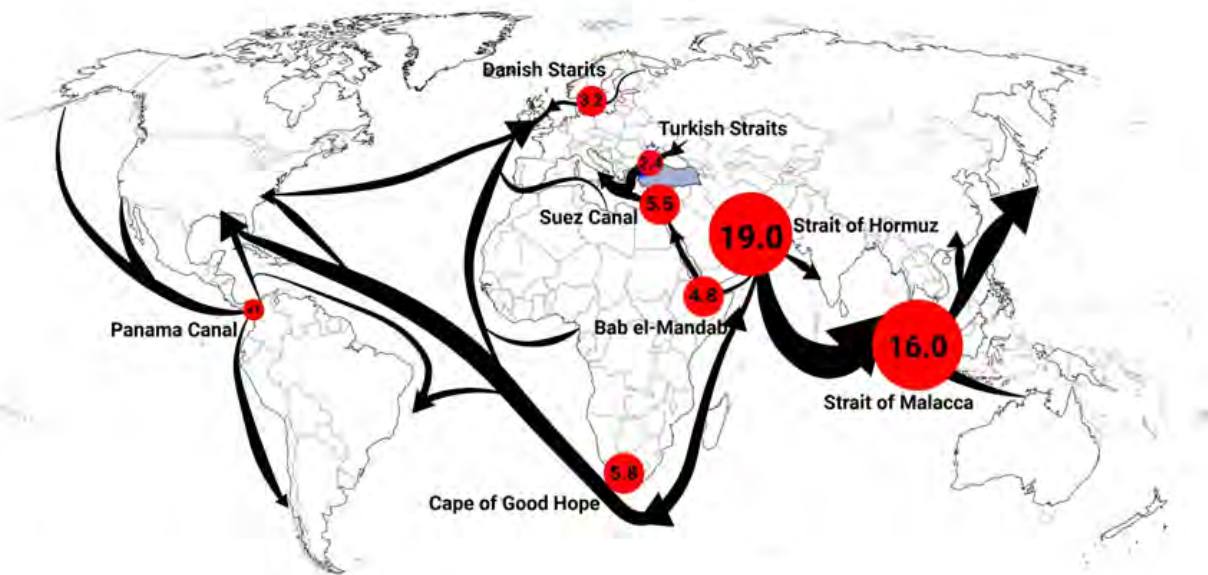 Danish Starits
3.2
Turkish Straits
2.4
Suez Canal
5.5
19.0
Strait of Hormuz
4.8
Bab el-Mandab
Panama Canal
16.0
Strait of Malacca
5.8
Cape of Good Hope